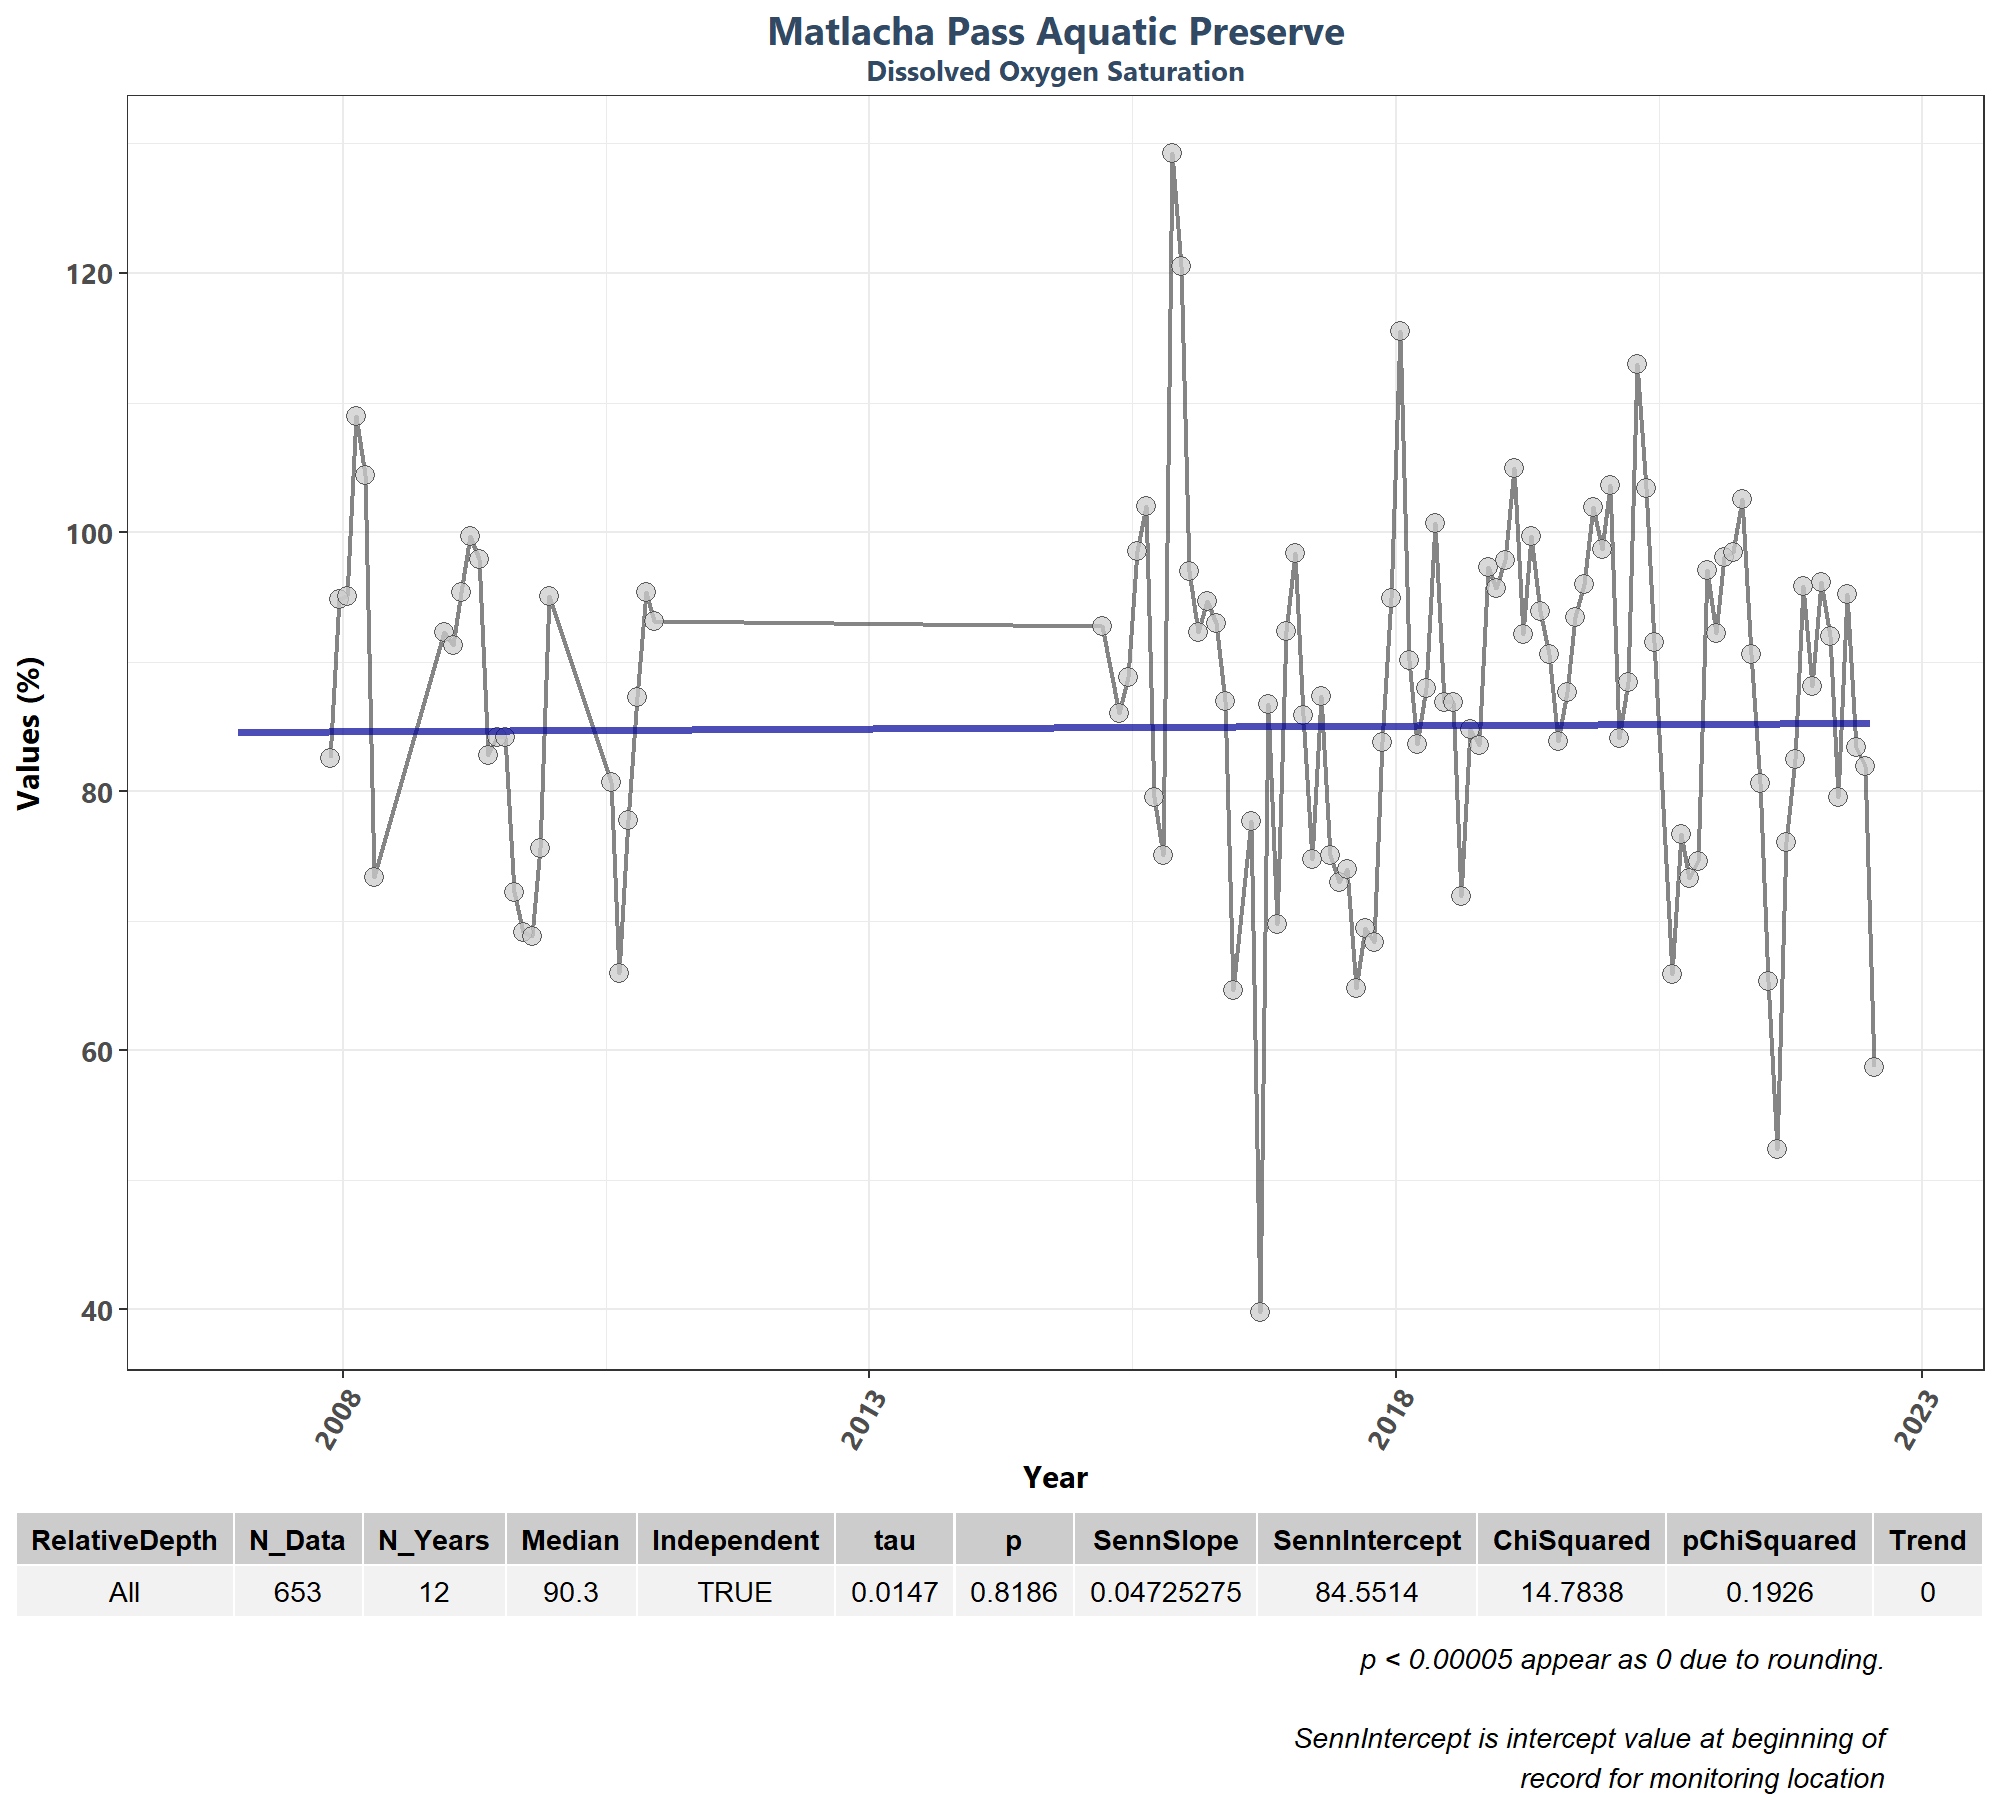 Matlacha Pass Aquatic Preserve
Dissolved Oxygen Saturation
Values (%)
120
100
80
60
40
2008
2013
2018
2023
Year
RelativeDepth N_Data N_Years Median Independent tau p SennSlope SennIntercept ChiSquared pChiSquared Trend
All 653 12 90.3 TRUE 0.0147 0.8186 0.04725275 84.5514 14.7838 0.1926 0
p < 0.00005 appear as 0 due to rounding.
SennIntercept is intercept value at beginning of
record for monitoring location